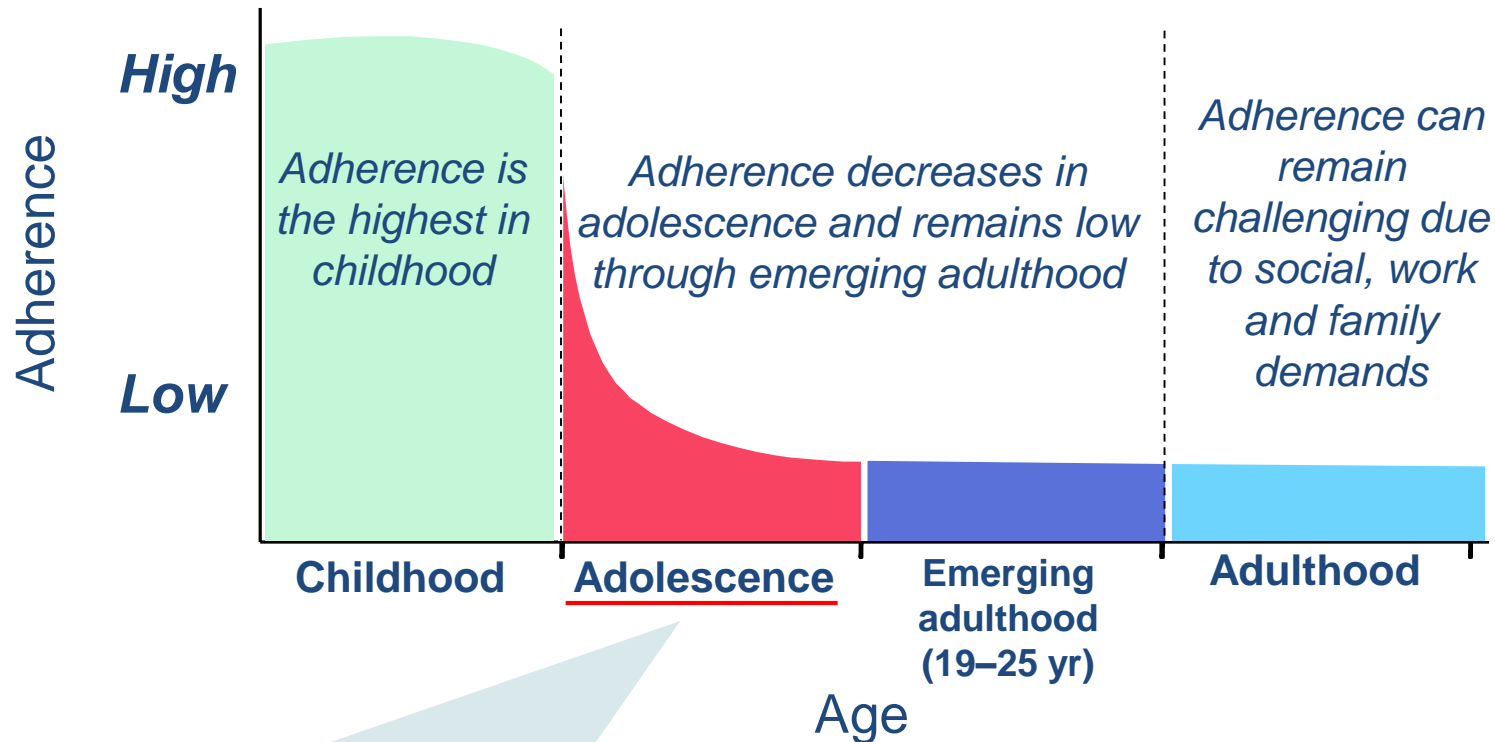 High
Low
Adherence
Adherence is
the highest in
childhood
Adherence decreases in
adolescence and remains low
through emerging adulthood
Adherence can
remain
challenging due
to social, work
and family
demands
Childhood
Adolescence
Emerging
adulthood
(19–25 yr)
Adulthood
Age